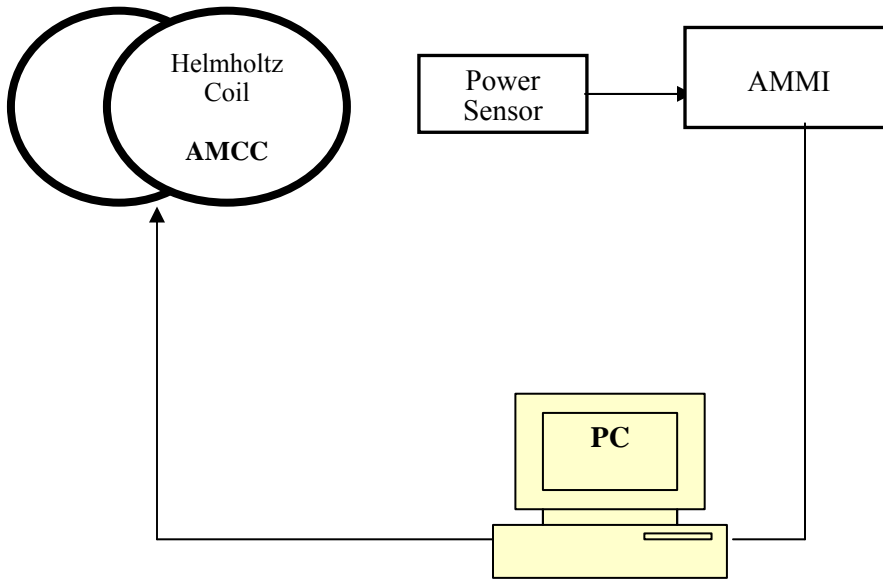 Helmholtz
Coil
AMCC
Power
Sensor
AMMI
PC